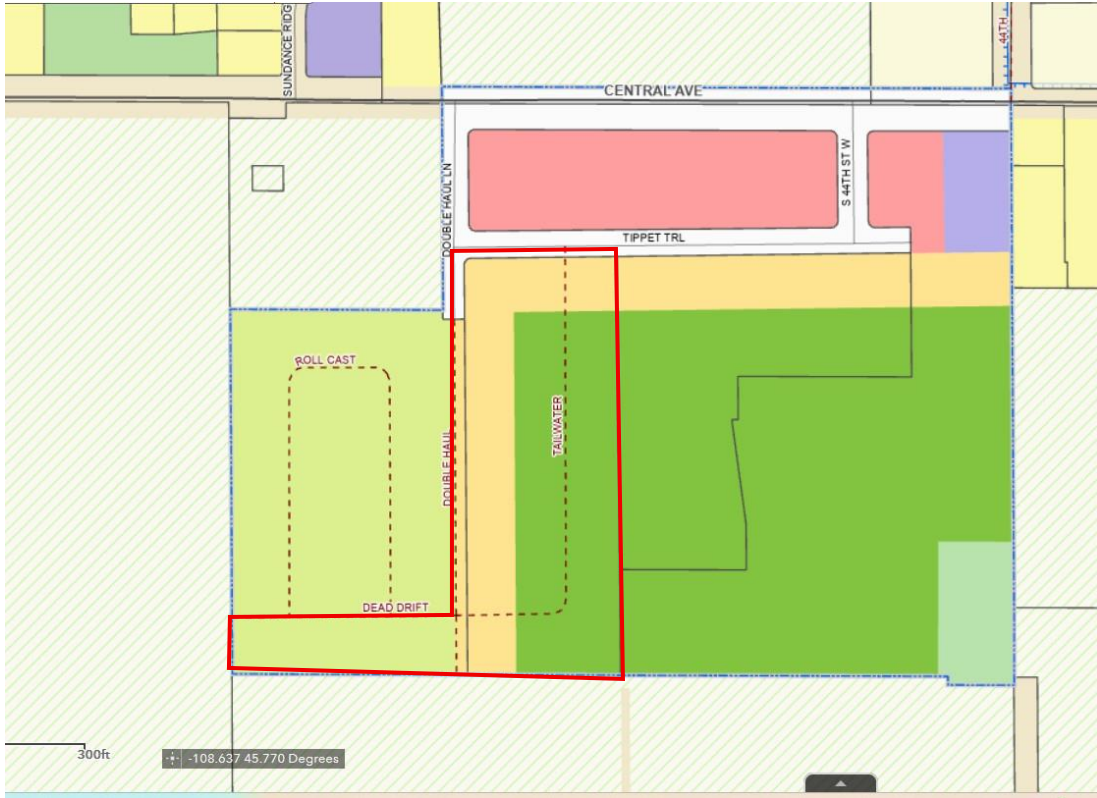 SUNDANCE RIDG
44TH
CENTRAL AVE
DOUBLE HAUL LN
S 44TH ST W
TIPPET TRL
ROLL CAST
TAILWATER
DOUBLE HAUL
DEAD DRIFT
300ft
-108.637 45.770 Degrees